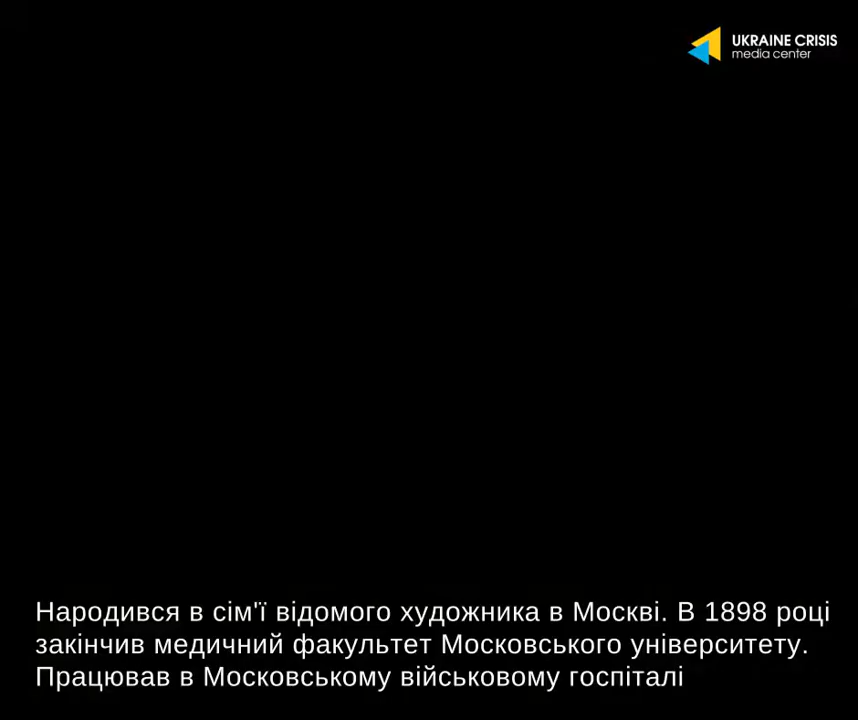 UKRAINE CRISIS
media center
Народився в сім'ї відомого художника в Москві. В 1898 році
закінчив медичний факультет Московського університету.
Працював в Московському військовому госпіталі